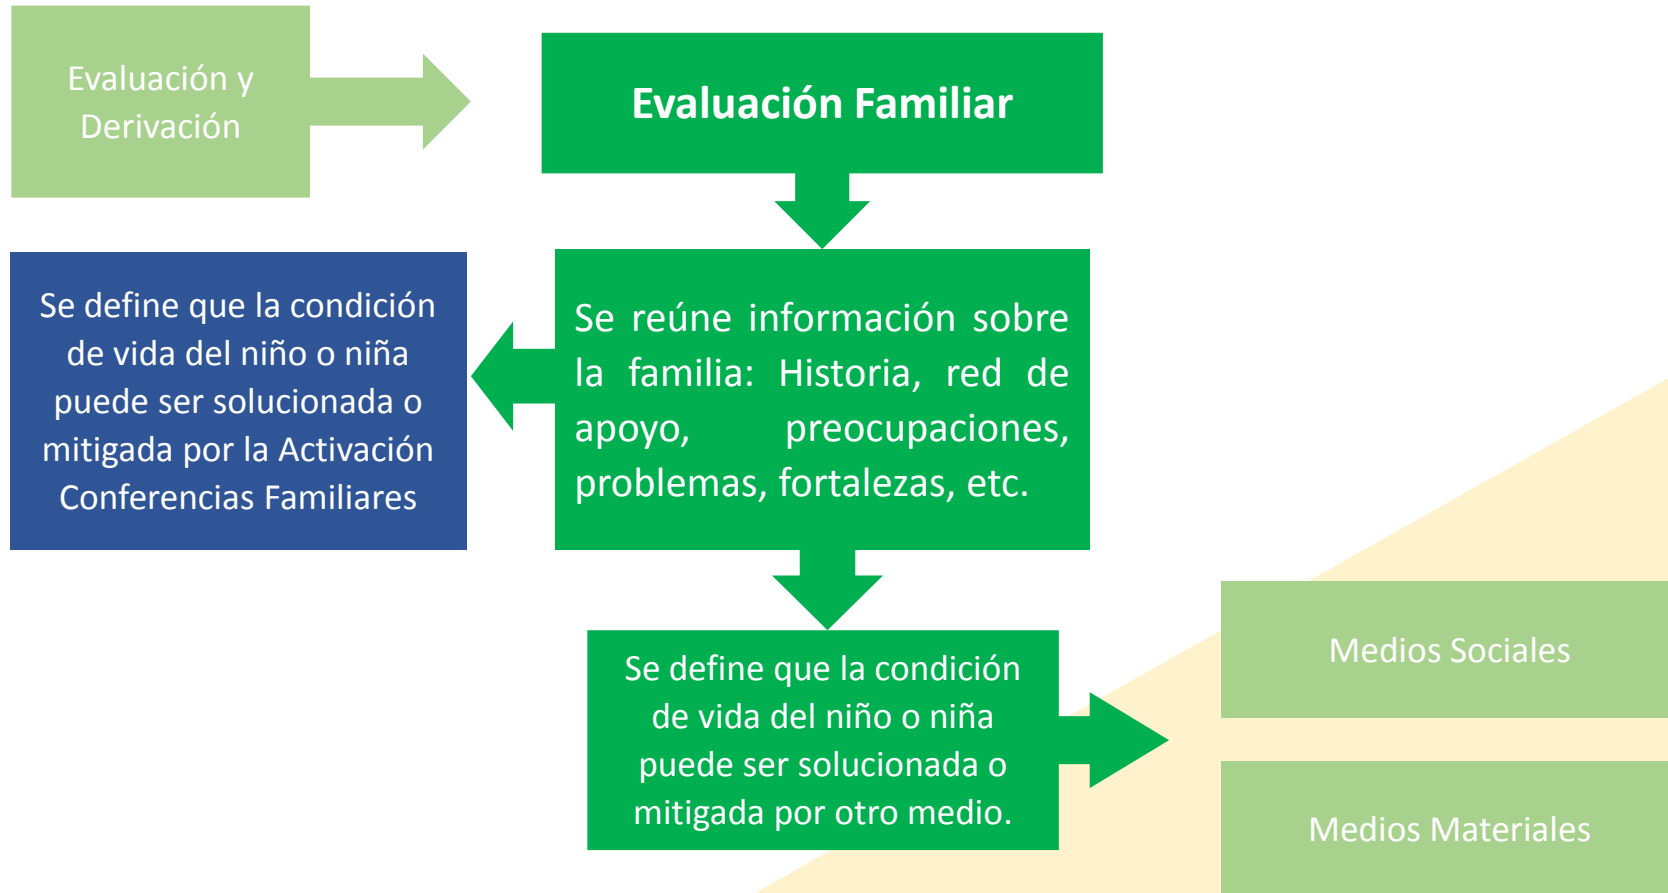 Evaluación y
Derivación
Evaluación Familiar
Se define que la condición
de vida del niño o niña
puede ser solucionada o
mitigada por la Activación
Conferencias Familiares
Se reúne información sobre
la familia: Historia, red de
apoyo, preocupaciones,
problemas, fortalezas, etc.
Se define que la condición
de vida del niño o niña
puede ser solucionada o
mitigada por otro medio.
Medios Sociales
Medios Materiales